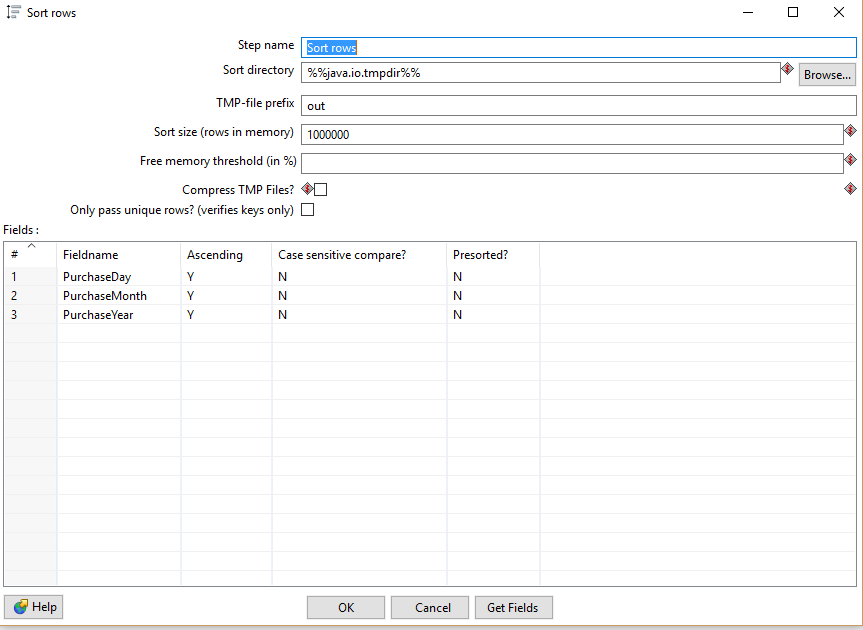 Sort rows
Step name Sort rows
Sort directory %%java.io.tmpdir%% Browse...
TMP-file prefix out
Sort size (rows in memory) 1000000
Free memory threshold (in %)
Compress TMP Files?
Only pass unique rows? (verifies keys only)
Fields :
# Fieldname Ascending Case sensitive compare? Presorted?
1 PurchaseDay Y N N
2 PurchaseMonth Y N N
3 PurchaseYear Y N N
Help OK Cancel Get Fields